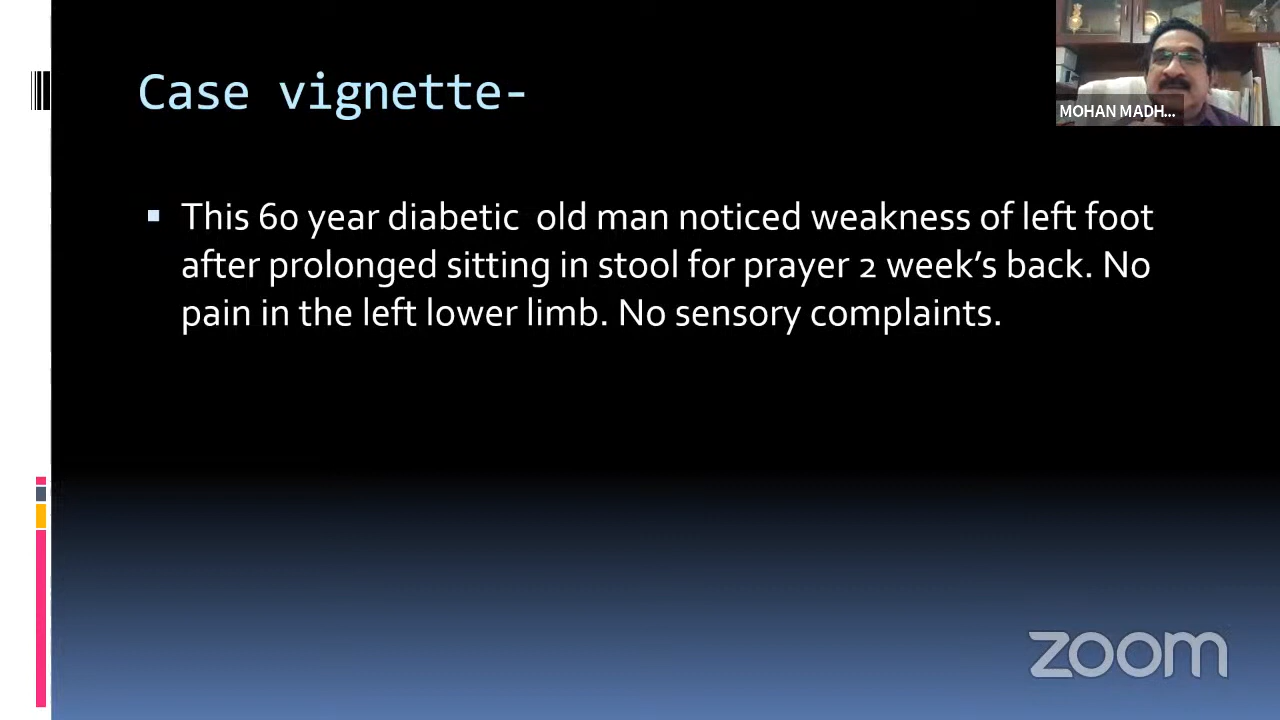 Case vignette-
MOHAN MADH...
This 60 year diabetic old man noticed weakness of left foot
after prolonged sitting in stool for prayer 2 week’s back. No
pain in the left lower limb. No sensory complaints.
zoom